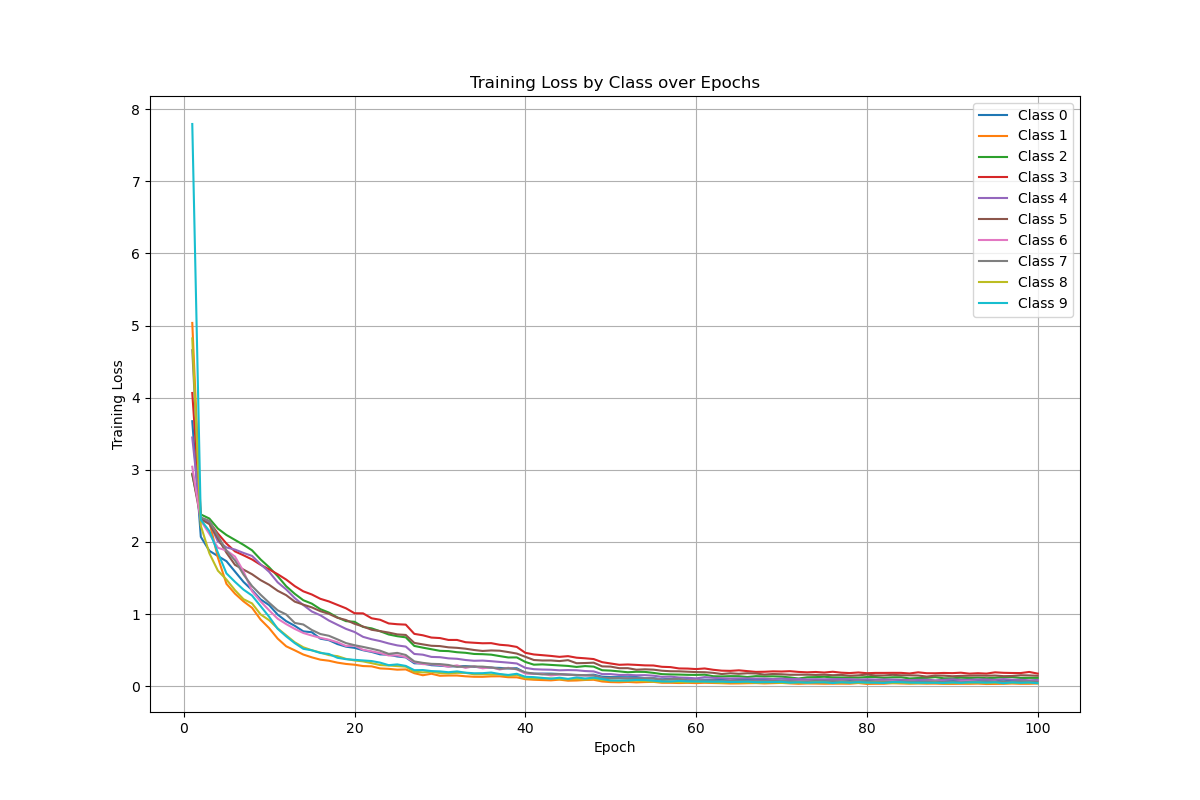 Training Loss by Class over Epochs
8
7
6
5
4
3
2
1
0
Training Loss
0 20 40 60 80 100
Epoch
Class 0
Class 1
Class 2
Class 3
Class 4
Class 5
Class 6
Class 7
Class 8
Class 9